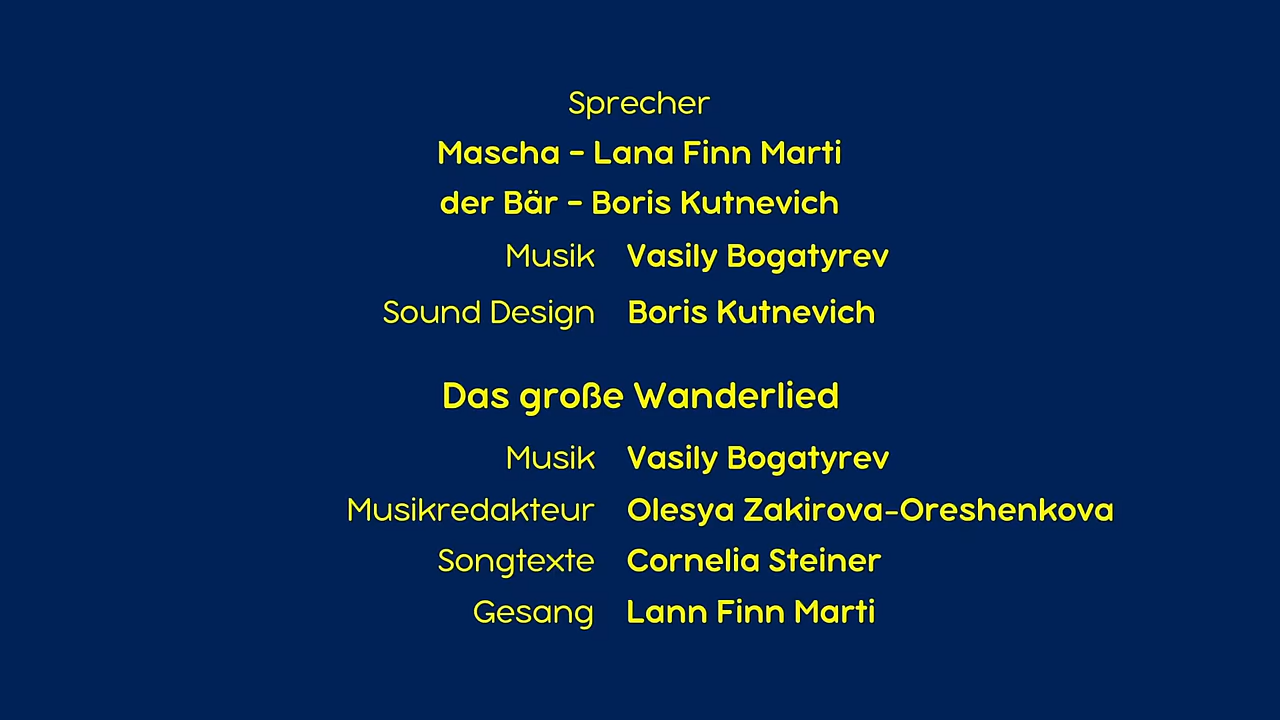 Sprecher
Mascha - Lana Finn Marti
der Bär - Boris Kutnevich
Musik Vasily Bogatyrev
Sound Design Boris Kutnevich
Das große Wanderlied
Musik Vasily Bogatyrev
Musikredakteur Olesya Zakirova-Oreshenkova
Songtexte Cornelia Steiner
Gesang Lann Finn Marti